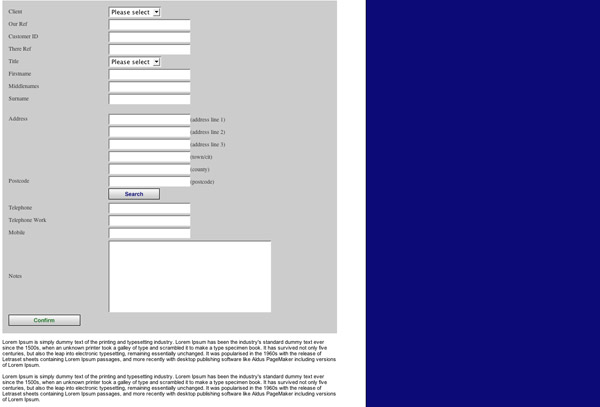 Client Please select
Our Ref
Customer ID
There Ref
Title Please select
Firstname
Middlenames
Surname
Address (address line 1)
(address line 2)
(address line 3)
(town/cit)
(county)
Postcode (postcode)
Search
Telephone
Telephone Work
Mobile
Notes
Confirm
Lorem Ipsum is simply dummy text of the printing and typesetting industry. Lorem Ipsum has been the industry's standard dummy text ever
since the 1500s, when an unknown printer took a galley of type and scrambled it to make a type specimen book. It has survived not only five
centuries, but also the leap into electronic typesetting, remaining essentially unchanged. It was popularised in the 1960s with the release of
Letraset sheets containing Lorem Ipsum passages, and more recently with desktop publishing software like Aldus PageMaker including versions
of Lorem Ipsum.
Lorem Ipsum is simply dummy text of the printing and typesetting industry. Lorem Ipsum has been the industry's standard dummy text ever
since the 1500s, when an unknown printer took a galley of type and scrambled it to make a type specimen book. It has survived not only five
centuries, but also the leap into electronic typesetting, remaining essentially unchanged. It was popularised in the 1960s with the release of
Letraset sheets containing Lorem Ipsum passages, and more recently with desktop publishing software like Aldus PageMaker including versions
of Lorem Ipsum.